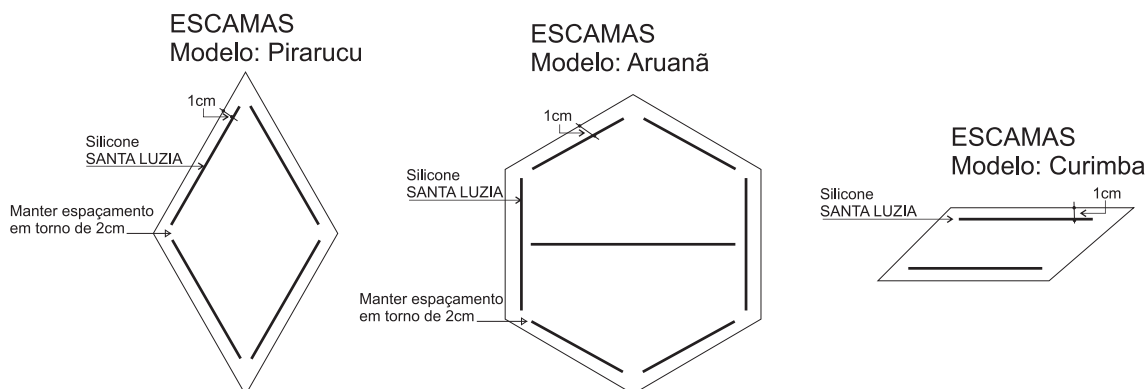 ESCAMAS
Modelo: Pirarucu
1cm
Silicone
SANTA LUZIA
Manter espaçamento
em torno de 2cm
ESCAMAS
Modelo: Aruanã
1cm
Silicone
SANTA LUZIA
Manter espaçamento
em torno de 2cm
ESCAMAS
Modelo: Curimba
1cm
Silicone
SANTA LUZIA